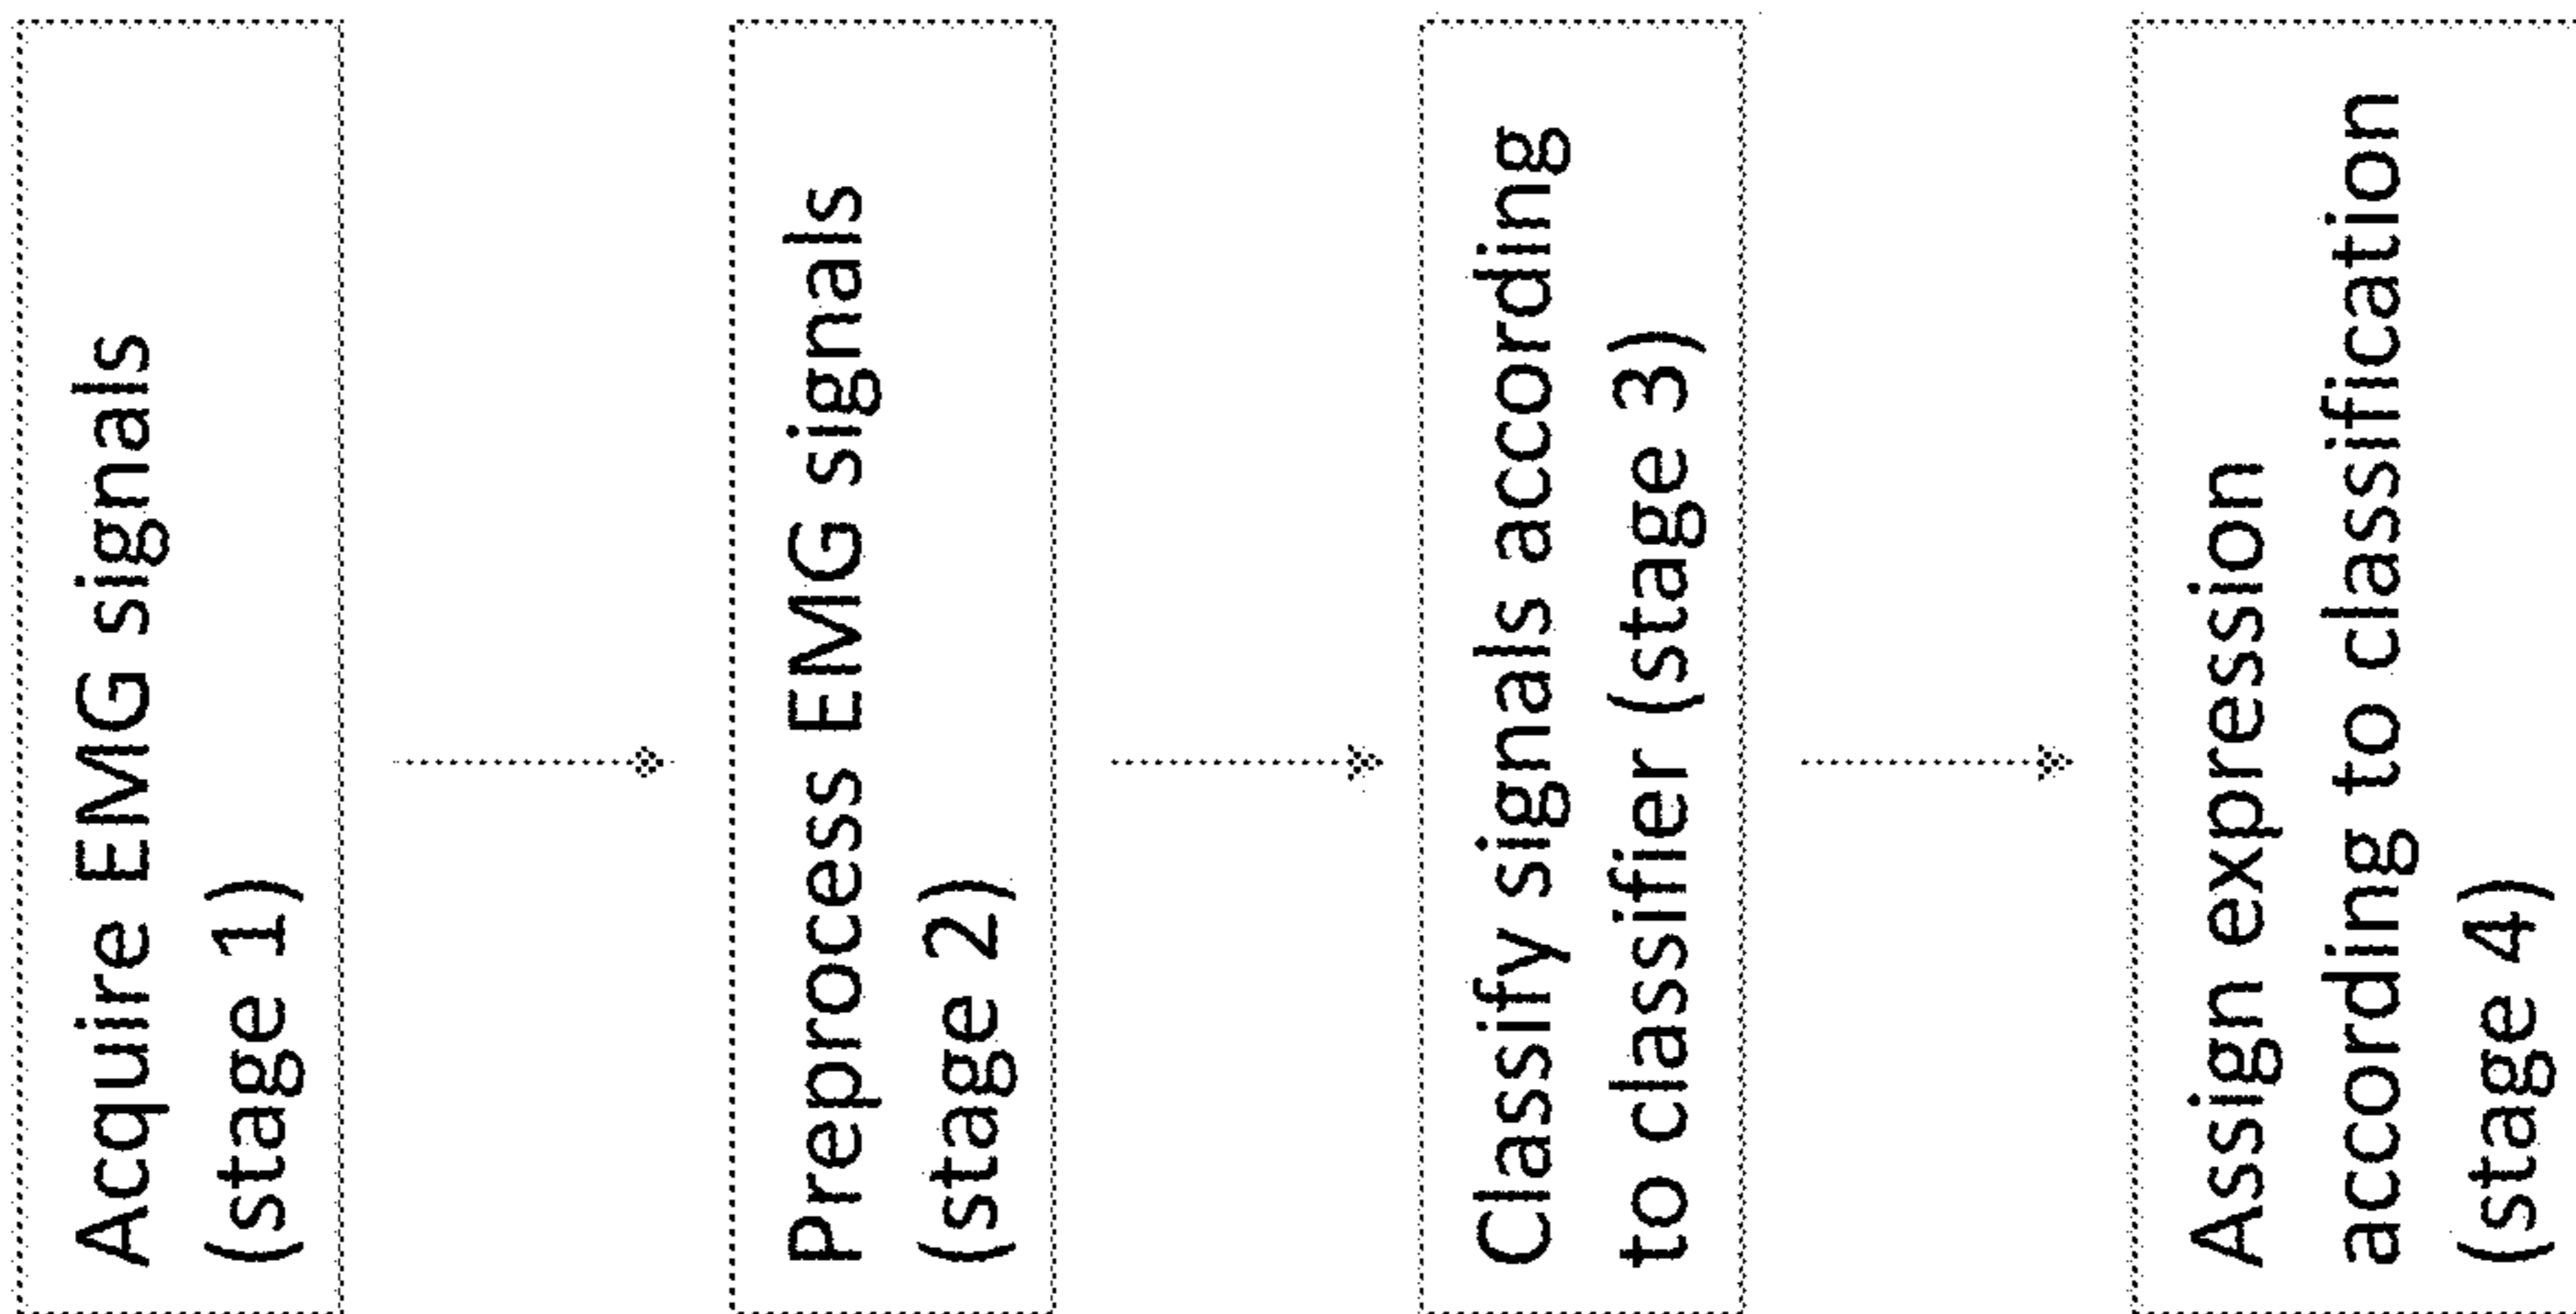 Acquire EMG signals
(stage 1)
Preprocess EMG signals
(stage 2)
Classify signals according
to classifier (stage 3)
Assign expression
according to classification
(stage 4)